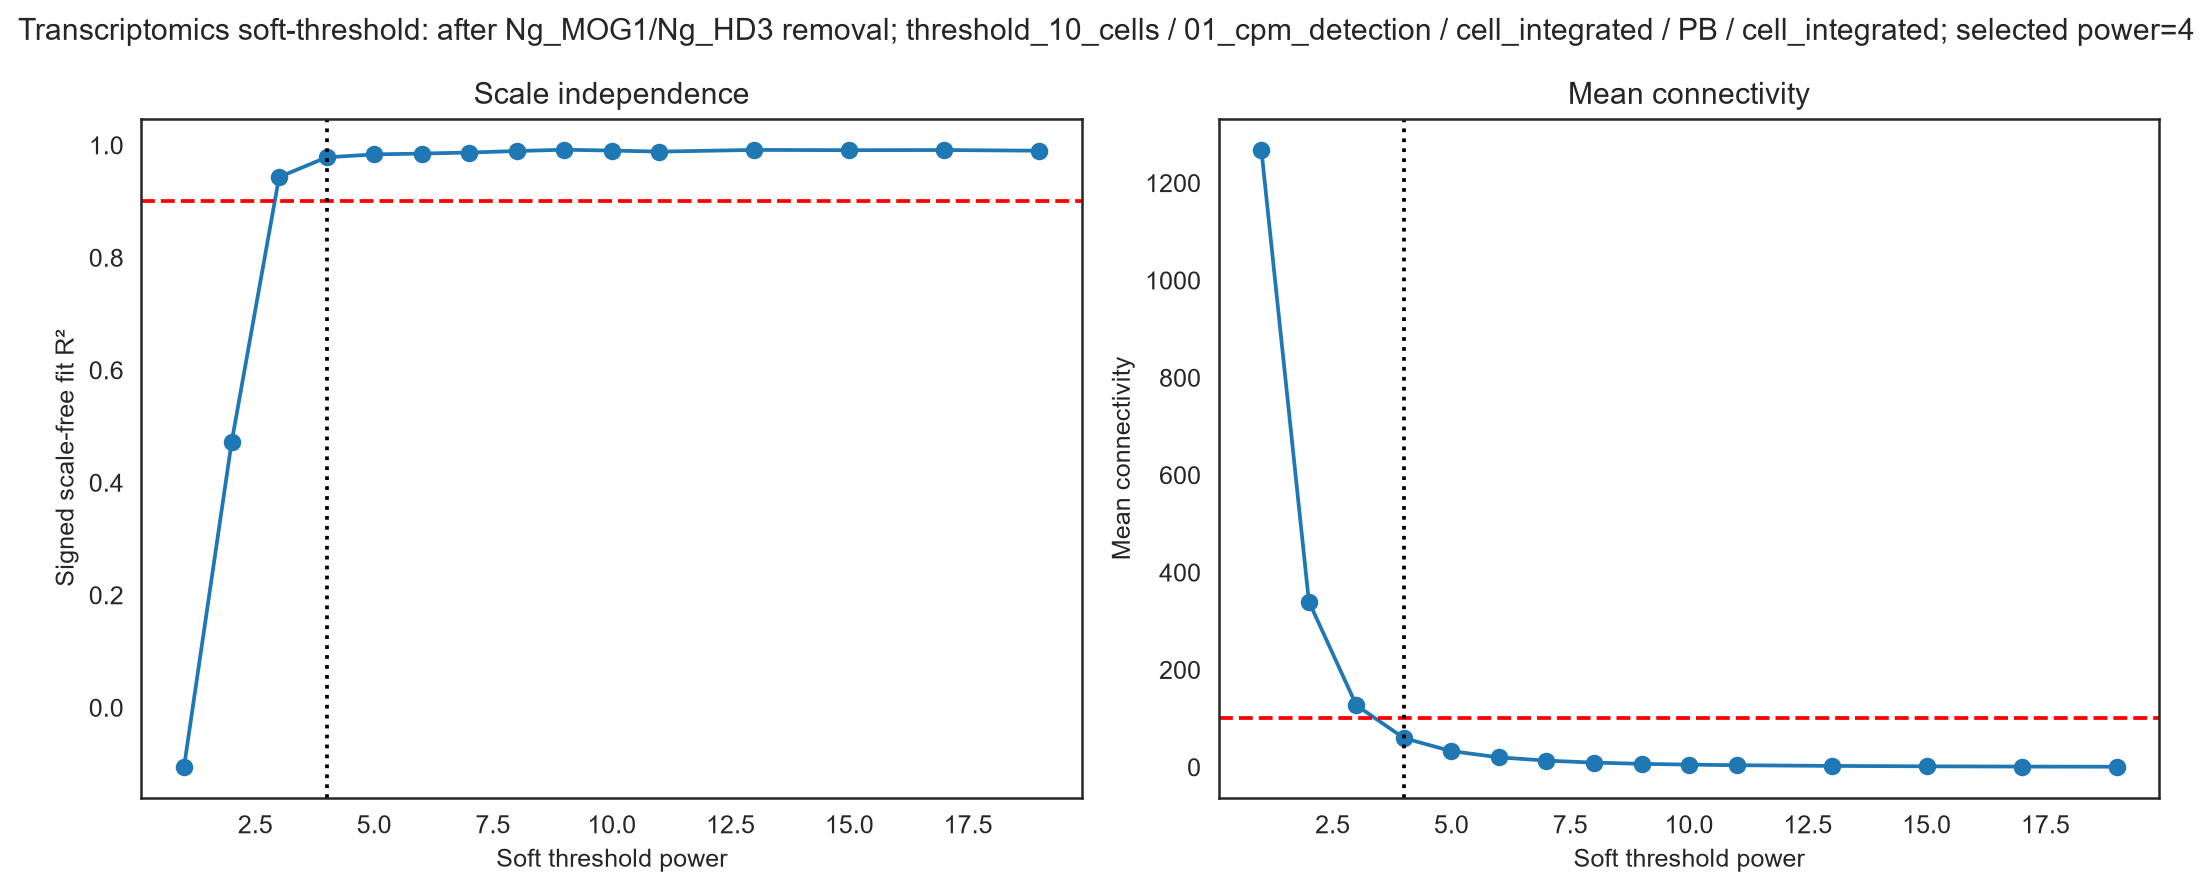 Transcriptomics soft-threshold: after Ng_MOG1/Ng_HD3 removal; threshold_10_cells / 01_cpm_detection / cell_integrated / PB / cell_integrated; selected power=4
Scale independence
Signed scale-free fit R²
1.0
0.8
0.6
0.4
0.2
0.0
2.5 5.0 7.5 10.0 12.5 15.0 17.5
Soft threshold power
Mean connectivity
Mean connectivity
1200
1000
800
600
400
200
0
2.5 5.0 7.5 10.0 12.5 15.0 17.5
Soft threshold power